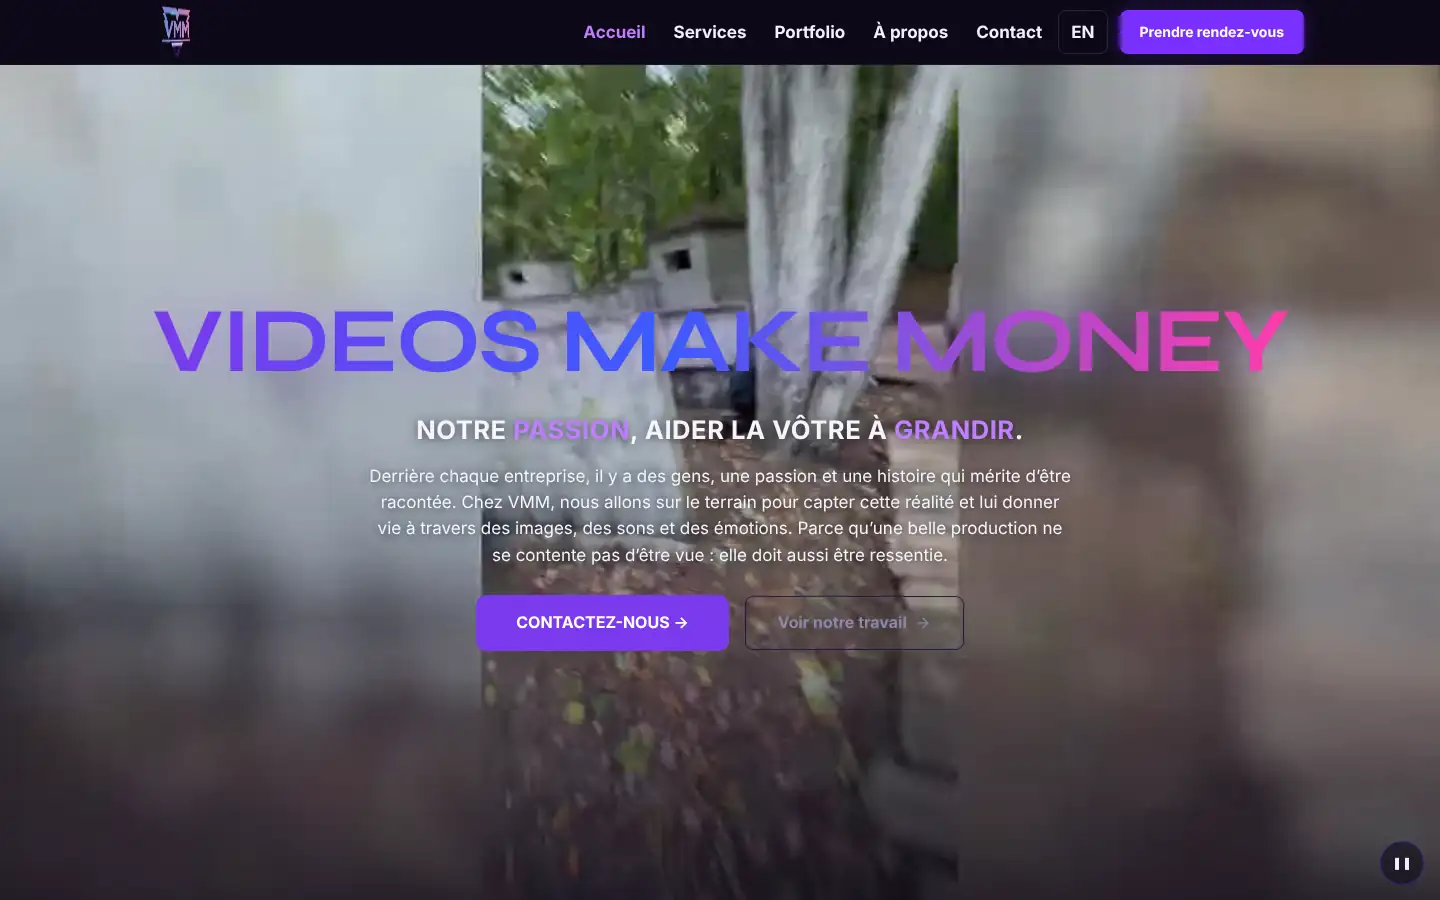 VMM
Accueil
Services
Portfolio
À propos
Contact
EN
Prendre rendez-vous
VIDEOS MAKE MONEY
NOTRE PASSION, AIDER LA VÔTRE À GRANDIR.
Derrière chaque entreprise, il y a des gens, une passion et une histoire qui mérite d’être
racontée. Chez VMM, nous allons sur le terrain pour capter cette réalité et lui donner
vie à travers des images, des sons et des émotions. Parce qu’une belle production ne
se contente pas d’être vue : elle doit aussi être ressentie.
CONTACTEZ-NOUS →
Voir notre travail →